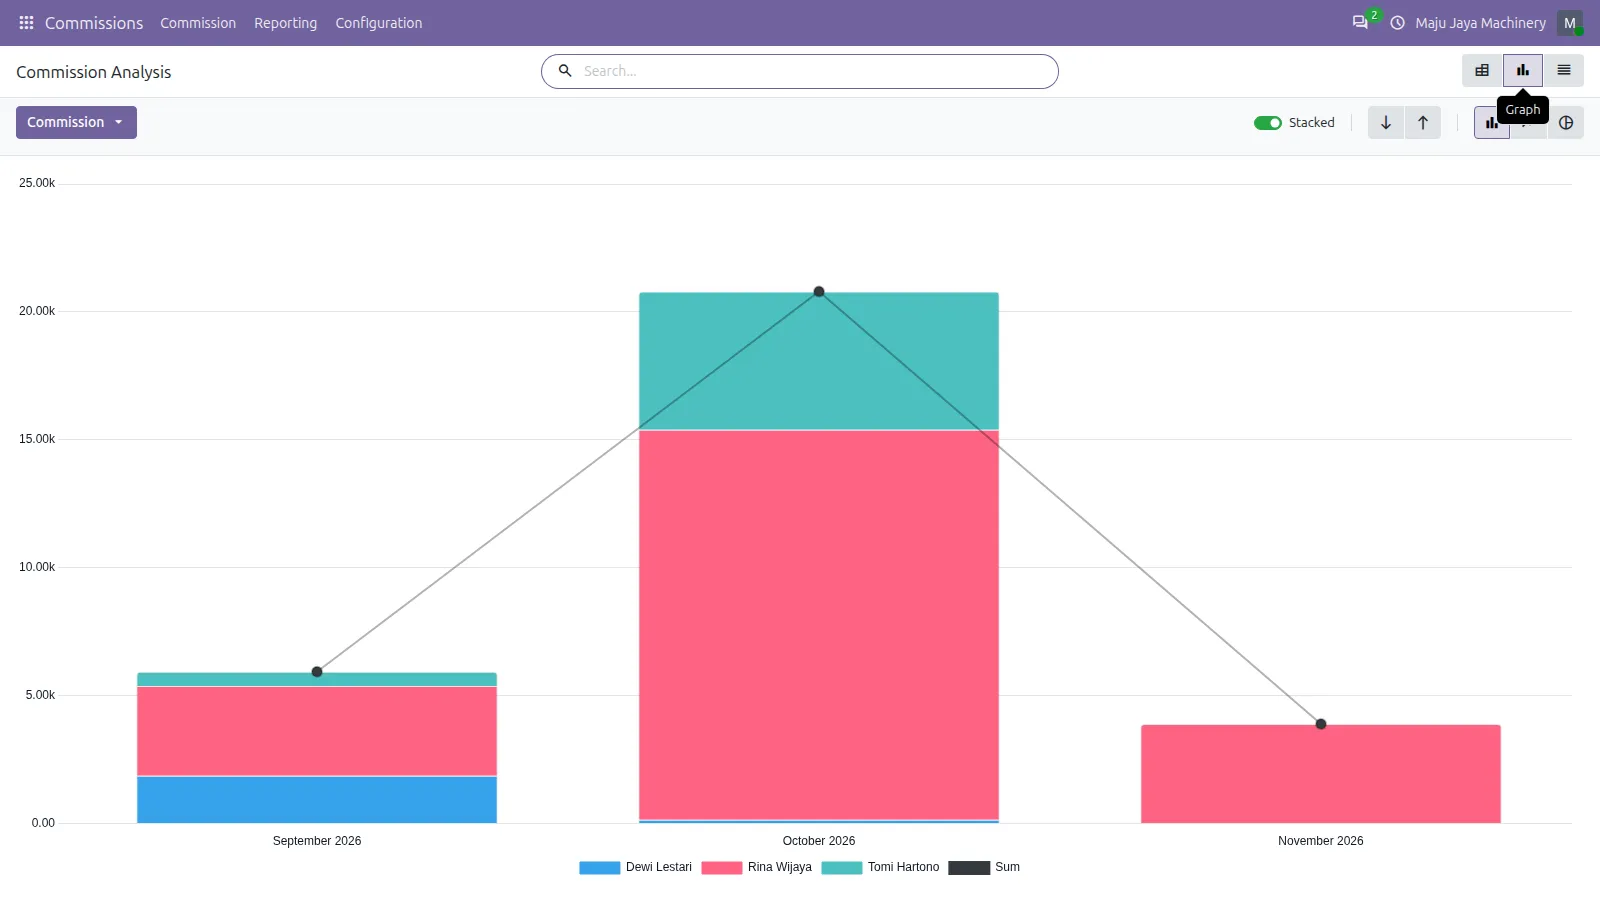 Commissions Commission Reporting Configuration 2 Maju Jaya Machinery M
Commission Analysis Search...
Graph
Commission Stacked
25.00k
20.00k
15.00k
10.00k
5.00k
0.00
September 2026 October 2026 November 2026
Dewi Lestari Rina Wijaya Tomi Hartono Sum